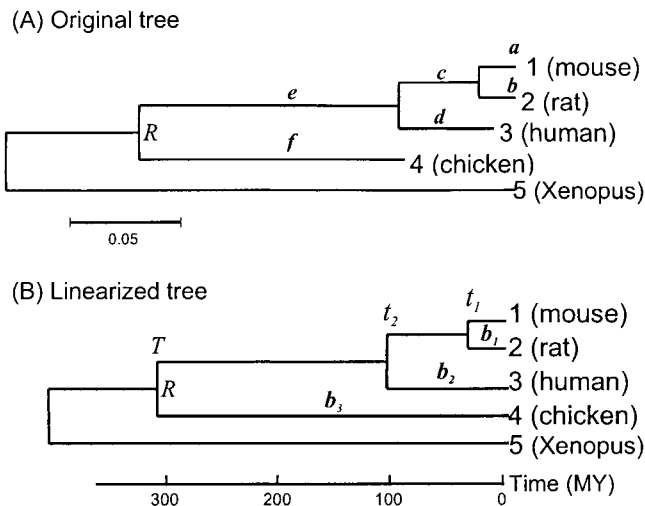 (A) Original tree
a
c
1 (mouse)
e
b
2 (rat)
d
3 (human)
R
f
4 (chicken)
5 (Xenopus)
0.05
(B) Linearized tree
t₂
t₁
1 (mouse)
b₁
2 (rat)
T
b₂
3 (human)
R
b₃
4 (chicken)
5 (Xenopus)
300 200 100 0 Time (MY)